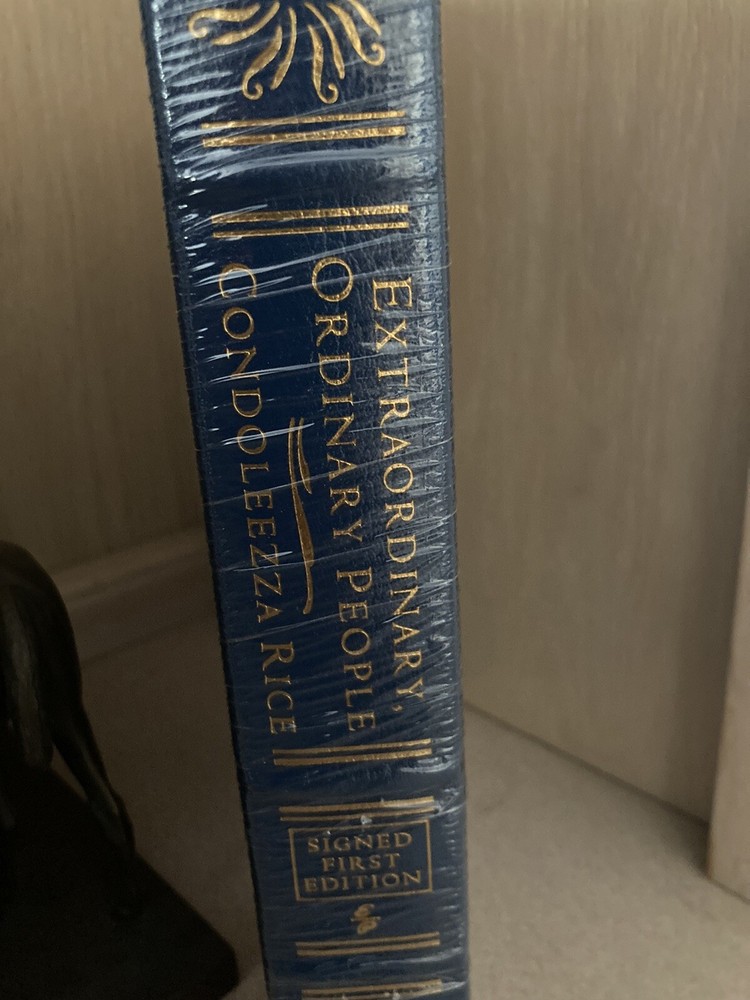 EXTRAORDINARY,
ORDINARY PEOPLE
CONDOLEEZZA RICE
SIGNED
FIRST
EDITION